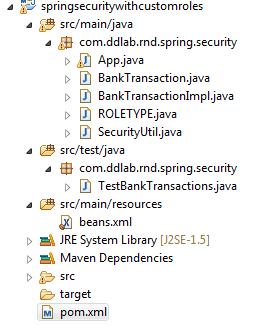 springsecuritywithcustomroles
src/main/java
com.ddlab.rnd.spring.security
App.java
BankTransaction.java
BankTransactionImpl.java
ROLETYPE.java
SecurityUtil.java
src/test/java
com.ddlab.rnd.spring.security
TestBankTransactions.java
src/main/resources
beans.xml
JRE System Library [J2SE-1.5]
Maven Dependencies
src
target
pom.xml